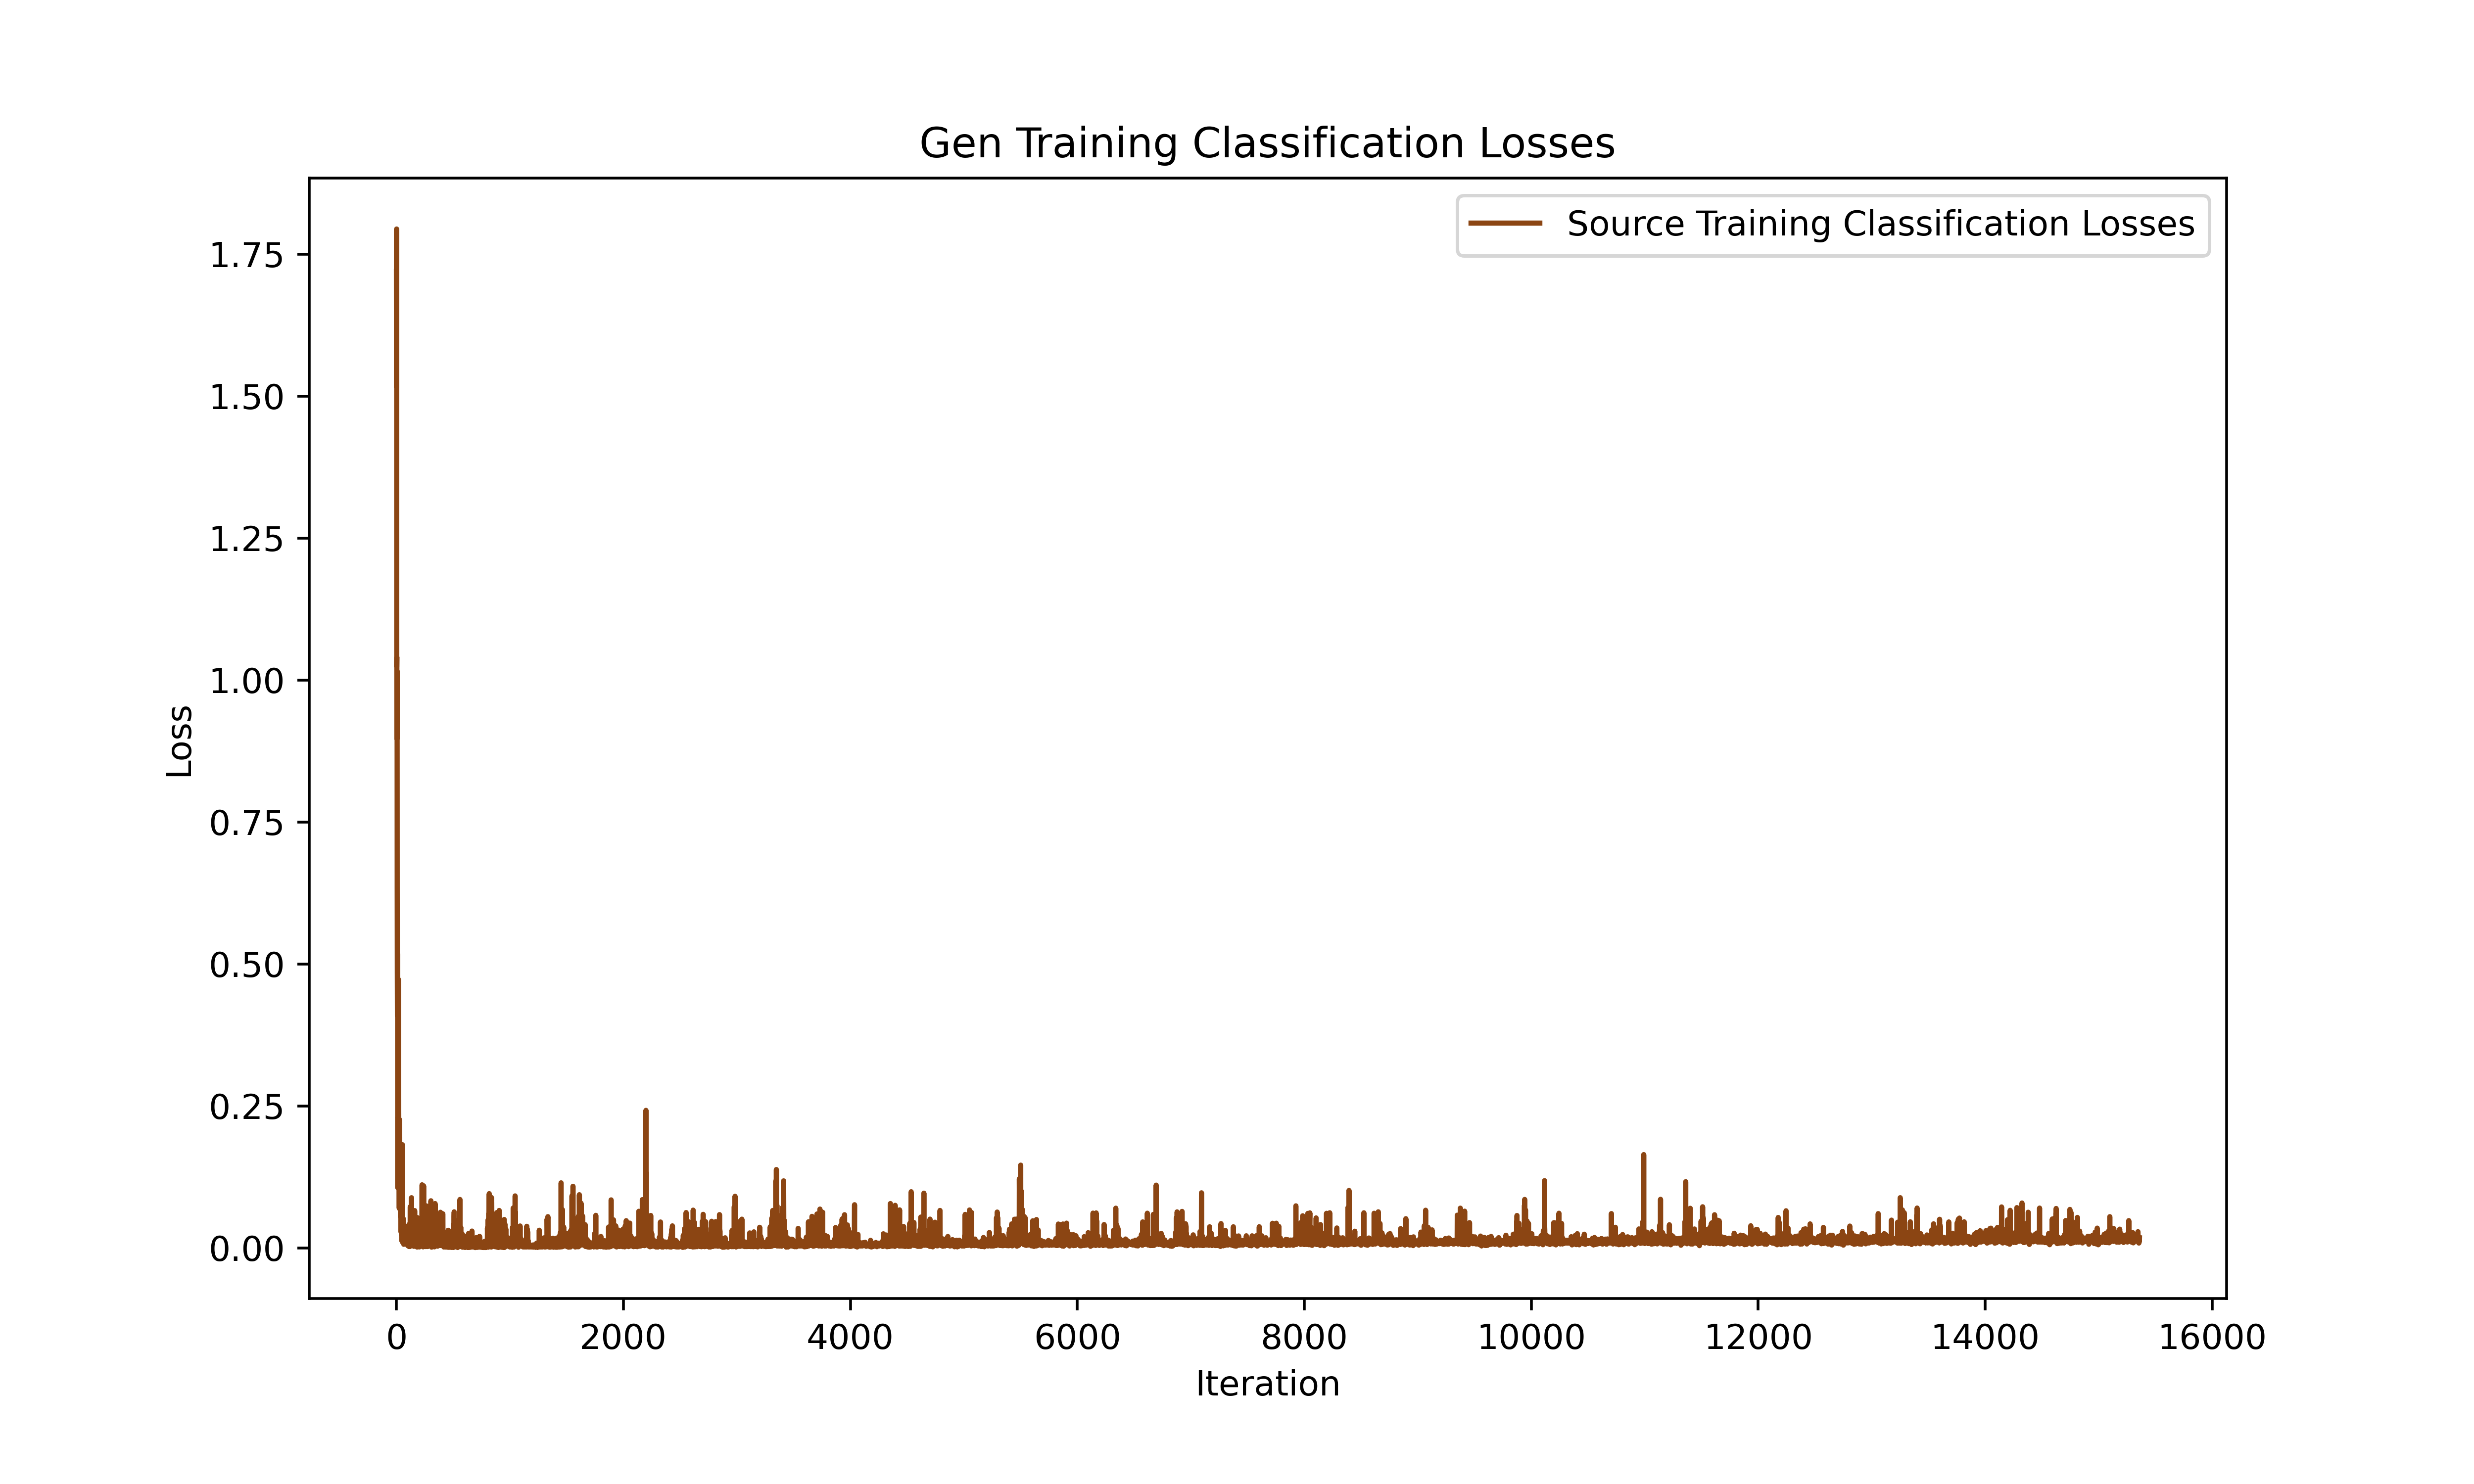 Gen Training Classification Losses
Source Training Classification Losses
1.75
1.50
1.25
1.00
0.75
0.50
0.25
0.00
Loss
0 2000 4000 6000 8000 10000 12000 14000 16000
Iteration